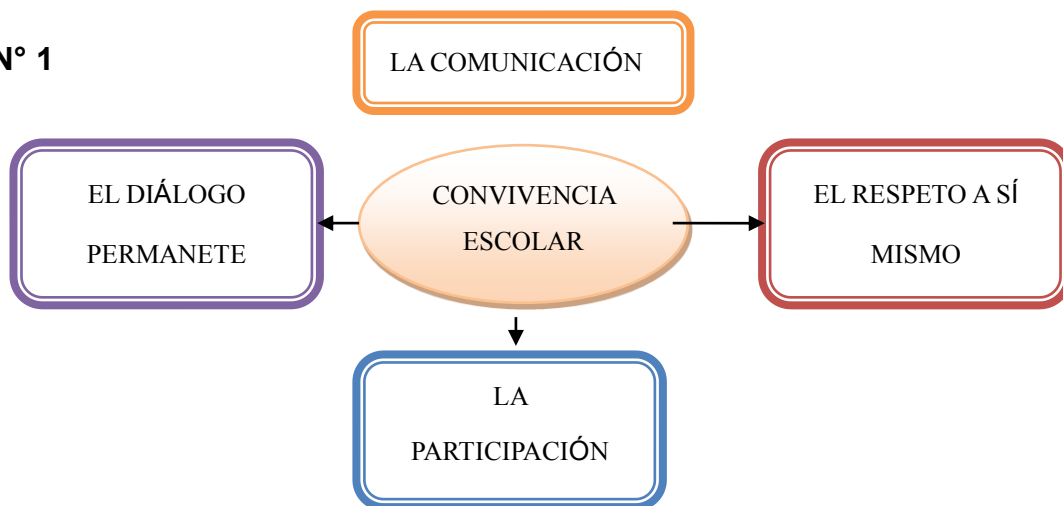 N° 1
LA COMUNICACIÓN
EL DIÁLOGO
PERMANETE
CONVIVENCIA
ESCOLAR
EL RESPETO A SÍ
MISMO
LA
PARTICIPACIÓN